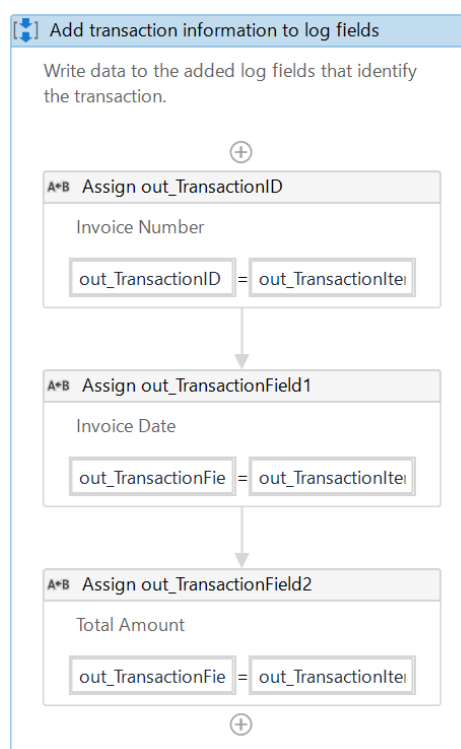 Add transaction information to log fields
Write data to the added log fields that identify
the transaction.
A↔B Assign out_TransactionID
Invoice Number
out_TransactionID = out_TransactionIte
A↔B Assign out_TransactionField1
Invoice Date
out_TransactionFie = out_TransactionIte
A↔B Assign out_TransactionField2
Total Amount
out_TransactionFie = out_TransactionIte